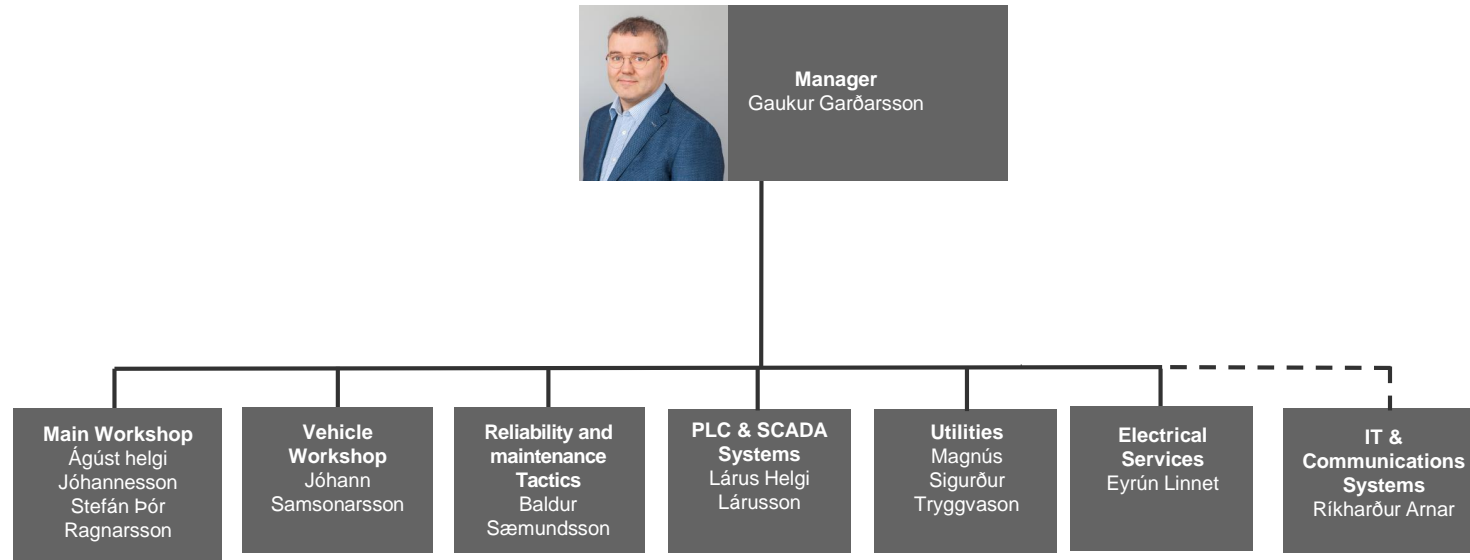 Manager
Gaukur Garðarsson
Main Workshop
Ágúst helgi
Jóhannesson
Stefán Þór
Ragnarsson
Vehicle
Workshop
Jóhann
Samsonarsson
Reliability and
maintenance
Tactics
Baldur
Sæmundsson
PLC & SCADA
Systems
Lárus Helgi
Lárusson
Utilities
Magnús
Sigurður
Tryggvason
Electrical
Services
Eyrún Linnet
IT &
Communications
Systems
Ríkharður Arnar